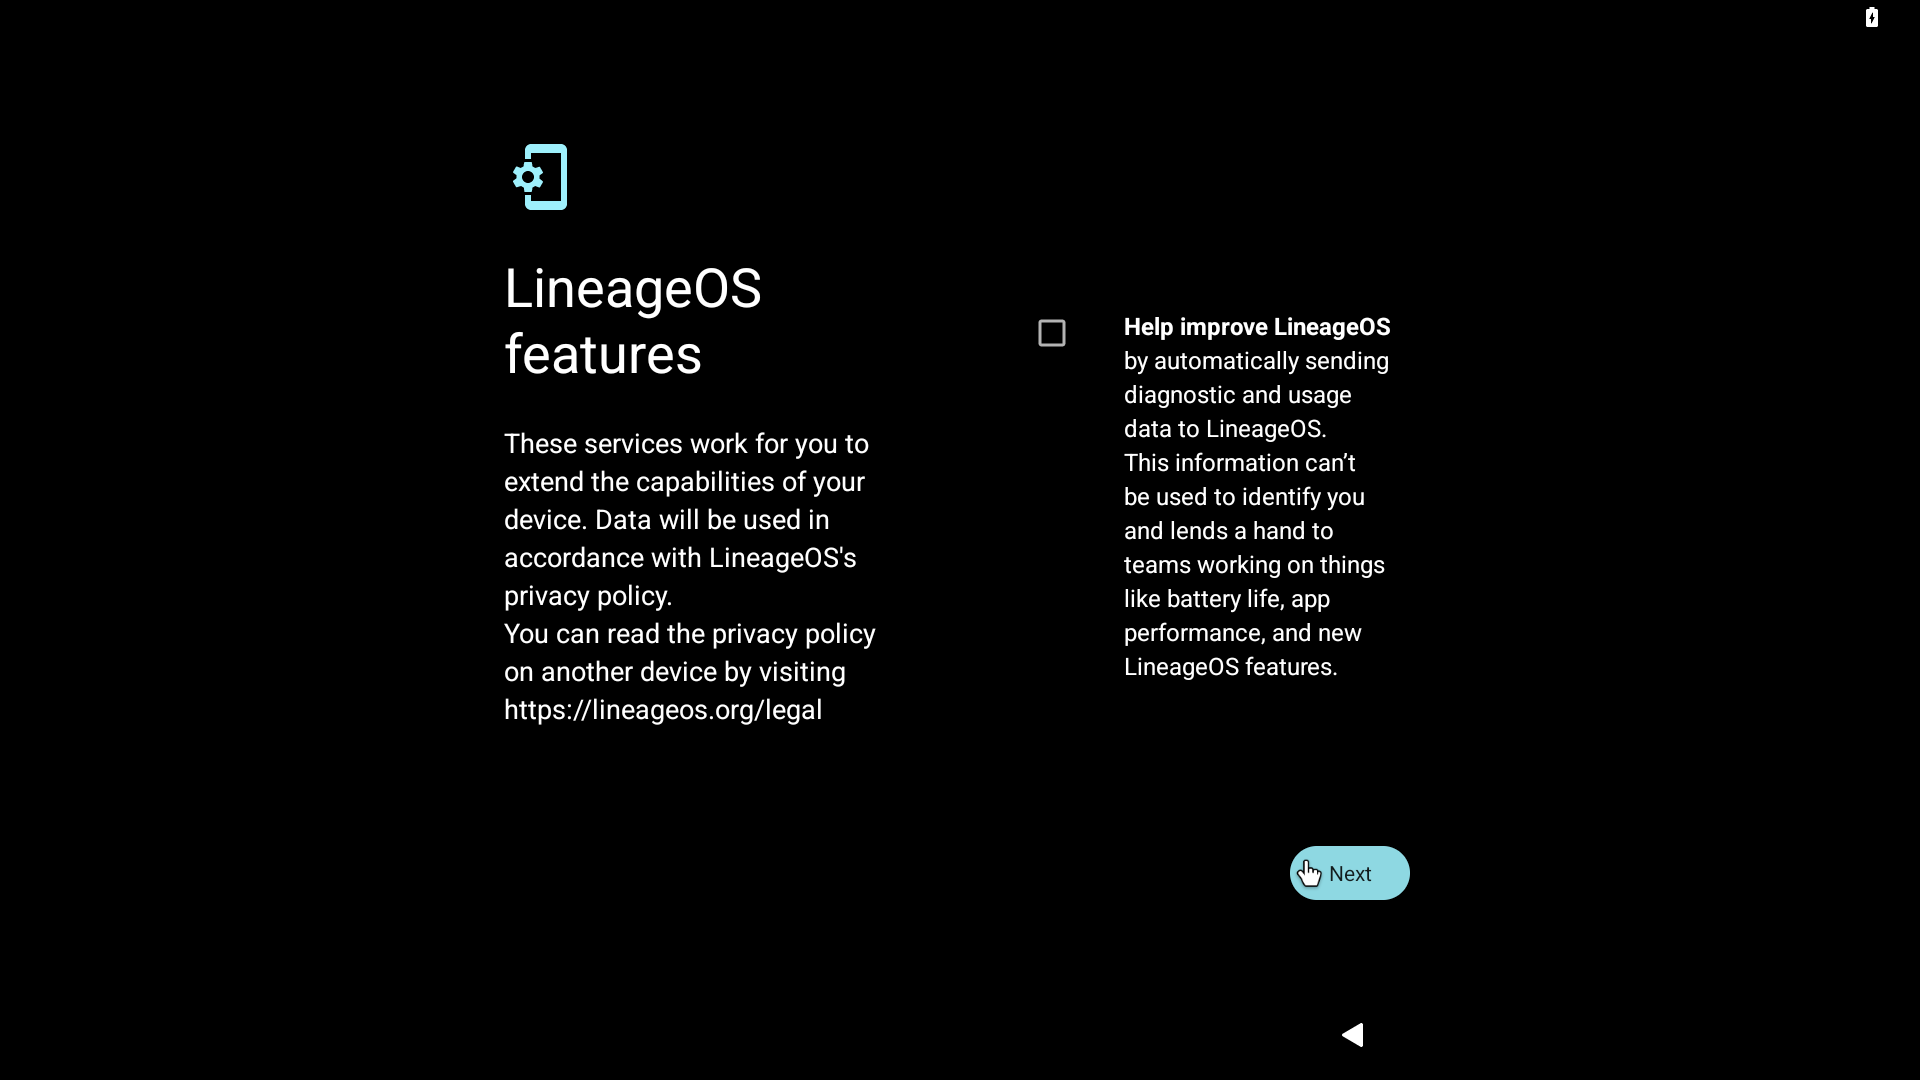 LineageOS
features
These services work for you to
extend the capabilities of your
device. Data will be used in
accordance with LineageOS's
privacy policy.
You can read the privacy policy
on another device by visiting
https://lineageos.org/legal
Help improve LineageOS
by automatically sending
diagnostic and usage
data to LineageOS.
This information can’t
be used to identify you
and lends a hand to
teams working on things
like battery life, app
performance, and new
LineageOS features.
Next